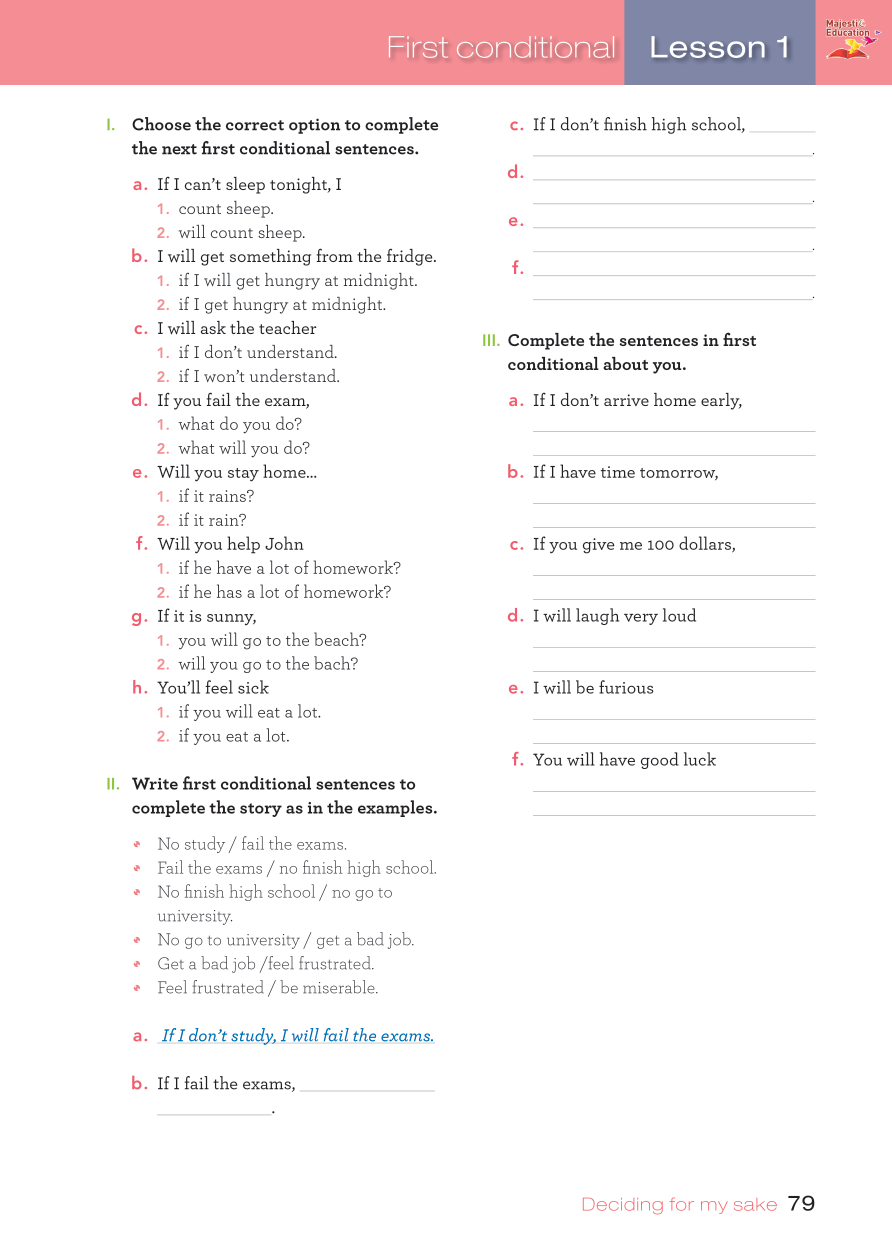 First conditional
Lesson 1
Majestic
Education
I. Choose the correct option to complete
the next first conditional sentences.
a. If I can't sleep tonight, I
1. count sheep.
2. will count sheep.
b. I will get something from the fridge.
1. if I will get hungry at midnight.
2. if I get hungry at midnight.
c. I will ask the teacher
1. if I don't understand.
2. if I won't understand.
d. If you fail the exam,
1. what do you do?
2. what will you do?
e. Will you stay home...
1. if it rains?
2. if it rain?
f. Will you help John
1. if he have a lot of homework?
2. if he has a lot of homework?
g. If it is sunny,
1. you will go to the beach?
2. will you go to the bach?
h. You'll feel sick
1. if you will eat a lot.
2. if you eat a lot.
II. Write first conditional sentences to
complete the story as in the examples.
No study / fail the exams.
Fail the exams / no finish high school.
No finish high school / no go to
university.
No go to university / get a bad job.
Get a bad job /feel frustrated.
Feel frustrated / be miserable.
a. If I don't study, I will fail the exams.
b. If I fail the exams,
.
c. If I don't finish high school,
.
d.
.
e.
.
f.
.
III. Complete the sentences in first
conditional about you.
a. If I don't arrive home early,
b. If I have time tomorrow,
c. If you give me 100 dollars,
d. I will laugh very loud
e. I will be furious
f. You will have good luck
Deciding for my sake 79